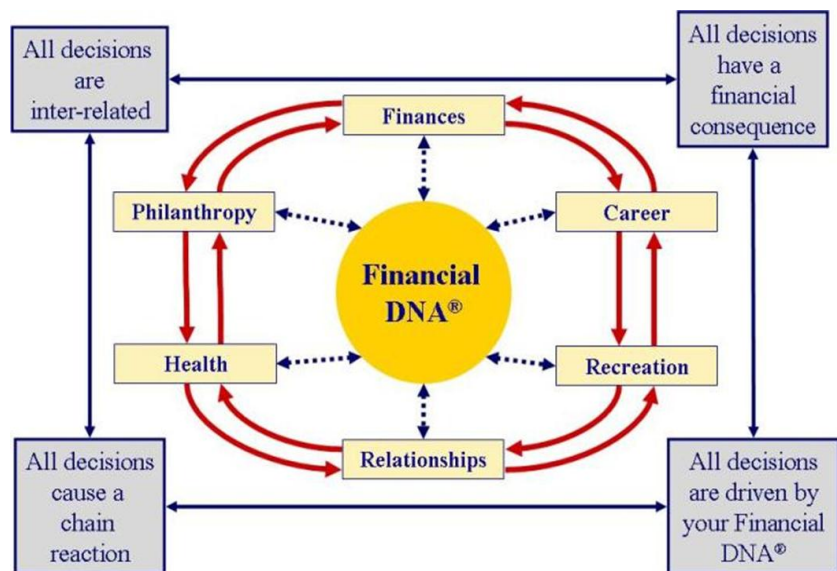 All decisions
are
inter-related
All decisions
have a
financial
consequence
Finances
Philanthropy
Career
Financial
DNA®
Health
Recreation
Relationships
All decisions
cause a
chain
reaction
All decisions
are driven by
your Financial
DNA®